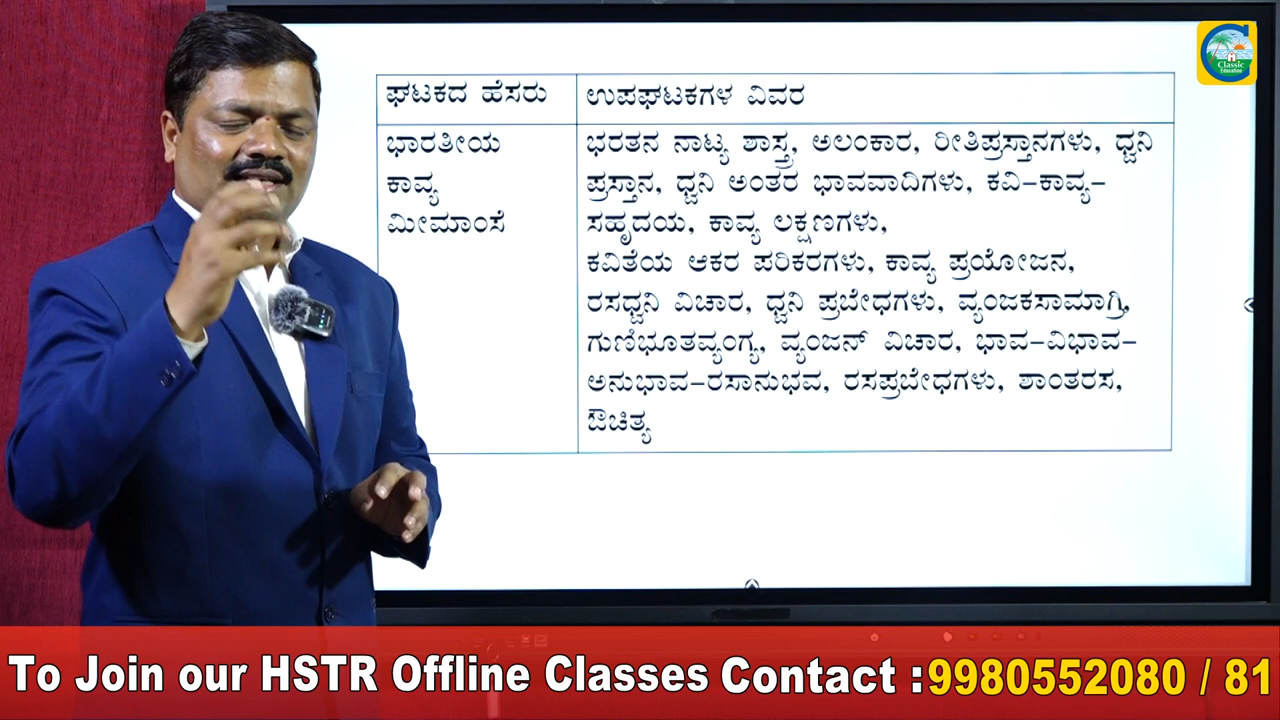 Classic
Education
ಘಟಕದ ಹೆಸರು
ಉಪಘಟಕಗಳ ವಿವರ
ಭಾರತೀಯ
ಕಾವ್ಯ
ಮೀಮಾಂಸೆ
ಭರತನ ನಾಟ್ಯ ಶಾಸ್ತ್ರ, ಅಲಂಕಾರ, ರೀತಿಪ್ರಸ್ತಾನಗಳು, ಧ್ವನಿ
ಪ್ರಸ್ತಾನ, ಧ್ವನಿ ಅಂತರ ಭಾವವಾದಿಗಳು, ಕವಿ-ಕಾವ್ಯ-
ಸಹೃದಯ, ಕಾವ್ಯ ಲಕ್ಷಣಗಳು,
ಕವಿತೆಯ ಆಕರ ಪರಿಕರಗಳು, ಕಾವ್ಯ ಪ್ರಯೋಜನ,
ರಸಧ್ವನಿ ವಿಚಾರ, ಧ್ವನಿ ಪ್ರಬೇಧಗಳು, ವ್ಯಂಜಕಸಾಮಾಗ್ರಿ,
ಗುಣಿಭೂತವ್ಯಂಗ್ಯ, ವ್ಯಂಜನ್ ವಿಚಾರ, ಭಾವ-ವಿಭಾವ-
ಅನುಭಾವ-ರಸಾನುಭವ, ರಸಪ್ರಬೇಧಗಳು, ಶಾಂತರಸ,
ಔಚಿತ್ಯ
To Join our HSTR Offline Classes Contact :9980552080 / 81